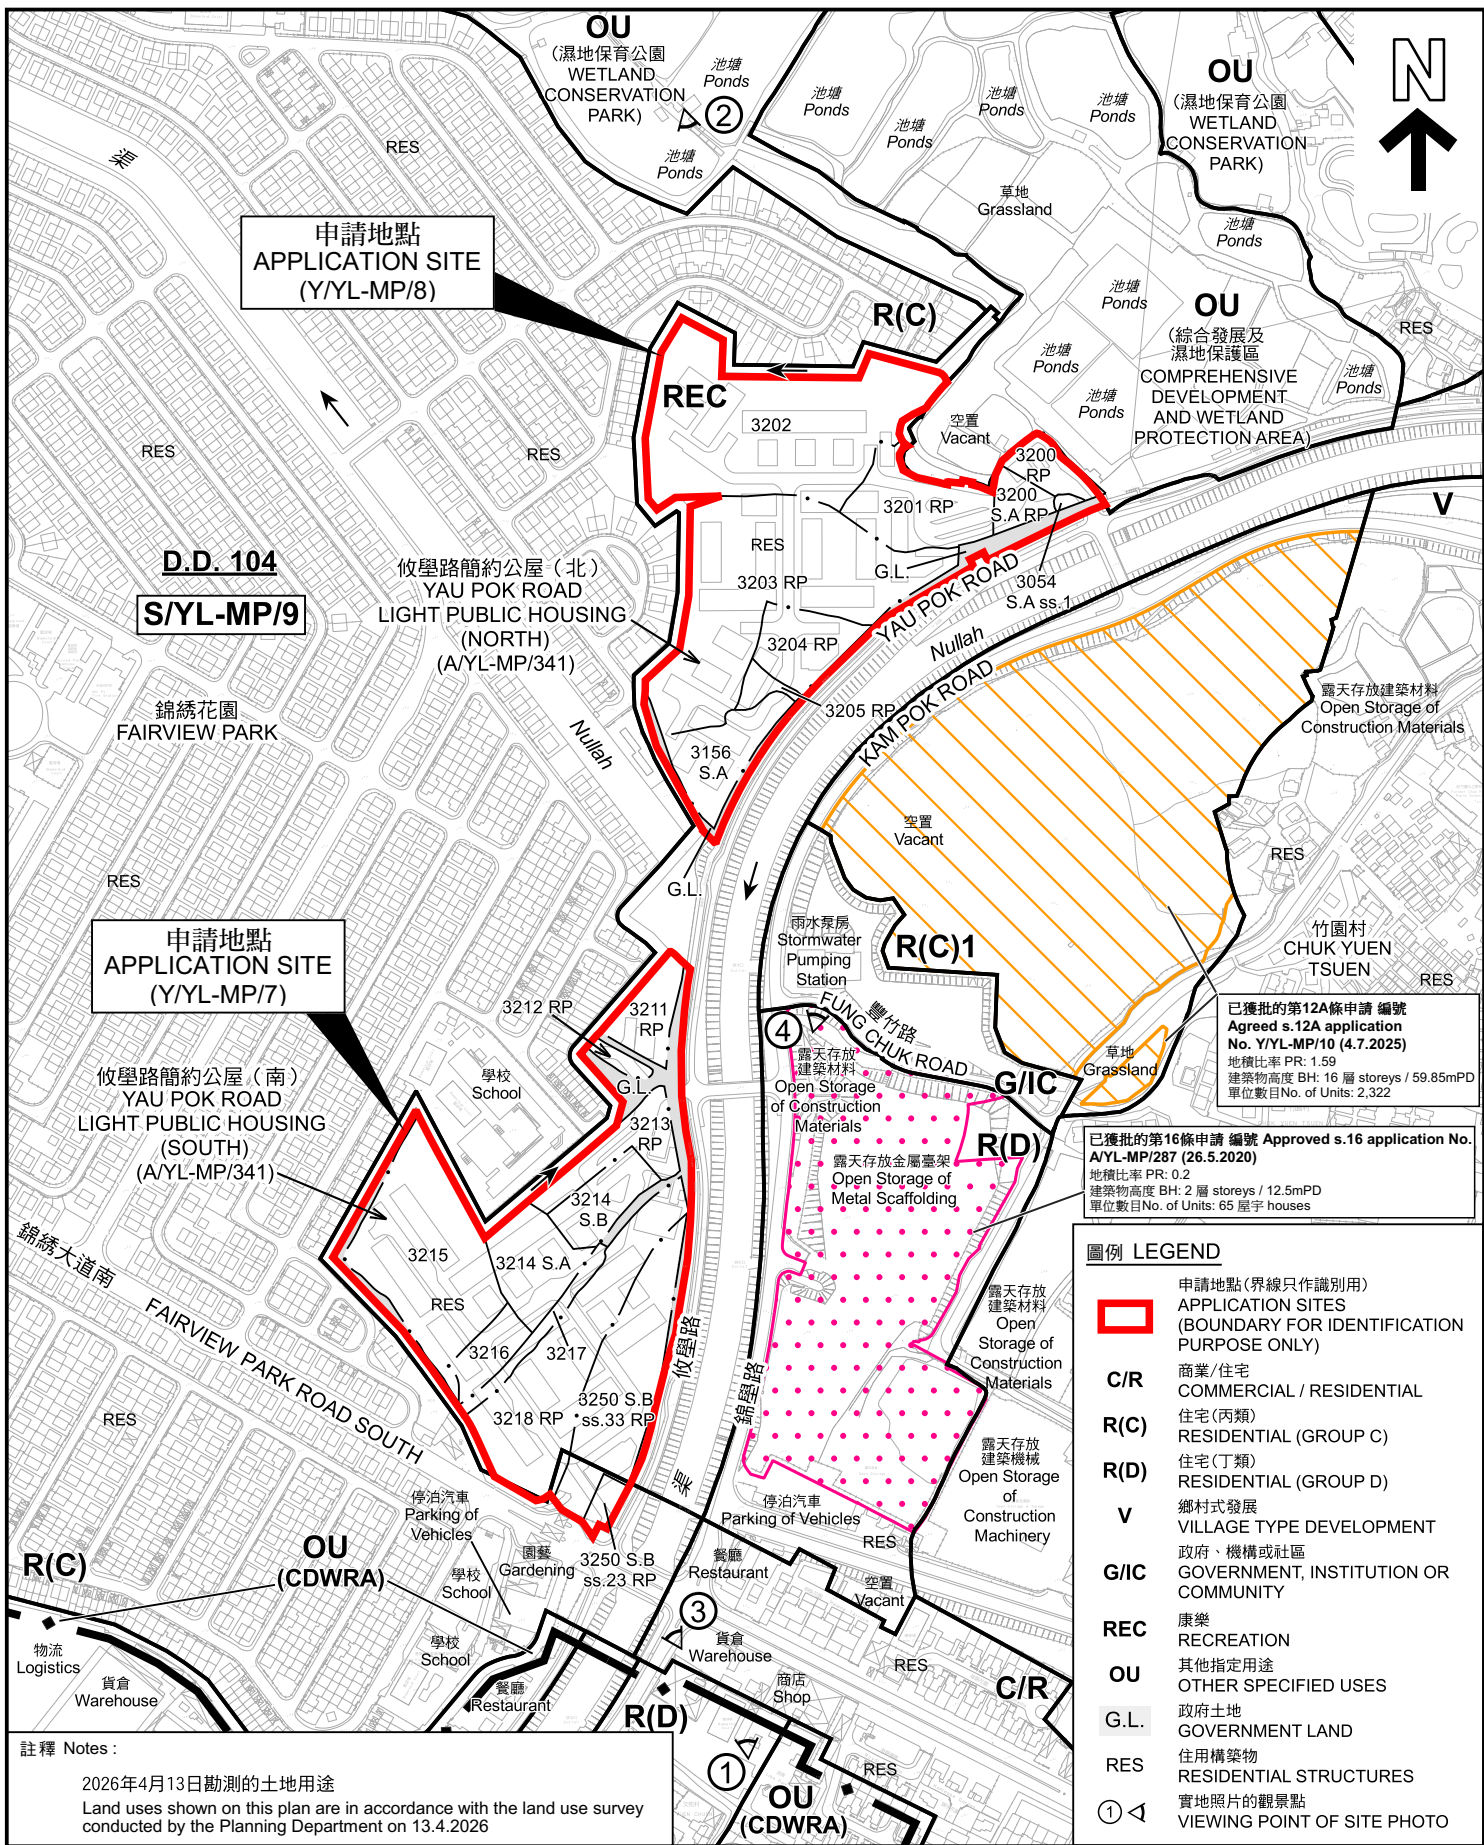 OU
(濕地保育公園
WETLAND
CONSERVATION
PARK)
池塘
Ponds
②
池塘
Ponds
池塘
Ponds
池塘
Ponds
池塘
Ponds
池塘
Ponds
OU
(濕地保育公園
WETLAND
CONSERVATION
PARK)
N
渠
RES
草地
Grassland
池塘
Ponds
申請地點
APPLICATION SITE
(Y/YL-MP/8)
R(C)
池塘
Ponds
OU
(綜合發展及
濕地保護區
COMPREHENSIVE
DEVELOPMENT
AND WETLAND
PROTECTION AREA)
RES
池塘
Ponds
池塘
Ponds
池塘
Ponds
REC
3202
空置
Vacant
RES
RES
3200
RP
3200
S.A RP
3201 RP
V
RES
G.L.
3054
S.A ss.1
D.D. 104
S/YL-MP/9
攸壆路簡約公屋（北）
YAU POK ROAD
LIGHT PUBLIC HOUSING
(NORTH)
(A/YL-MP/341)
3203 RP
YAU POK ROAD
3204 RP
Nullah
KAM POK ROAD
3205 RP
錦綉花園
FAIRVIEW PARK
Nullah
3156
S.A
露天存放建築材料
Open Storage of
Construction Materials
空置
Vacant
RES
RES
G.L.
申請地點
APPLICATION SITE
(Y/YL-MP/7)
雨水泵房
Stormwater
Pumping
Station
R(C)1
竹園村
CHUK YUEN
TSUEN
RES
3212 RP
3211
RP
④
豐竹路
FUNG CHUK ROAD
已獲批的第12A條申請 編號
Agreed s.12A application
No. Y/YL-MP/10 (4.7.2025)
地積比率 PR: 1.59
建築物高度 BH: 16 層 storeys / 59.85mPD
單位數目No. of Units: 2,322
草地
Grassland
露天存放
建築材料
Open Storage
of Construction
Materials
G/IC
攸壆路簡約公屋（南）
YAU POK ROAD
LIGHT PUBLIC HOUSING
(SOUTH)
(A/YL-MP/341)
學校
School
G.L.
3213
RP
R(D)
已獲批的第16條申請 編號 Approved s.16 application No.
A/YL-MP/287 (26.5.2020)
地積比率 PR: 0.2
建築物高度 BH: 2 層 storeys / 12.5mPD
單位數目No. of Units: 65 屋宇 houses
露天存放金屬臺架
Open Storage of
Metal Scaffolding
3214
S.B
3215
3214 S.A
錦綉大道南
FAIRVIEW PARK ROAD SOUTH
RES
3216
3217
攸壆路
錦壆路
露天存放
建築材料
Open
Storage of
Construction
Materials
3218 RP
3250 S.B
ss.33 RP
RES
露天存放
建築機械
Open Storage
of
Construction
Machinery
渠
停泊汽車
Parking of
Vehicles
停泊汽車
Parking of Vehicles
RES
R(C)
OU
(CDWRA)
園藝
Gardening
3250 S.B
ss.23 RP
餐廳
Restaurant
學校
School
空置
Vacant
③
物流
Logistics
貨倉
Warehouse
學校
School
餐廳
Restaurant
貨倉
Warehouse
RES
商店
Shop
C/R
R(D)
①
RES
OU
(CDWRA)
註釋 Notes :
2026年4月13日勘測的土地用途
Land uses shown on this plan are in accordance with the land use survey
conducted by the Planning Department on 13.4.2026
圖例 LEGEND
申請地點(界線只作識別用)
APPLICATION SITES
(BOUNDARY FOR IDENTIFICATION
PURPOSE ONLY)
C/R 商業/住宅
COMMERCIAL / RESIDENTIAL
R(C) 住宅(丙類)
RESIDENTIAL (GROUP C)
R(D) 住宅(丁類)
RESIDENTIAL (GROUP D)
V 鄉村式發展
VILLAGE TYPE DEVELOPMENT
G/IC 政府、機構或社區
GOVERNMENT, INSTITUTION OR
COMMUNITY
REC 康樂
RECREATION
OU 其他指定用途
OTHER SPECIFIED USES
G.L. 政府土地
GOVERNMENT LAND
RES 住用構築物
RESIDENTIAL STRUCTURES
① 實地照片的觀景點
VIEWING POINT OF SITE PHOTO